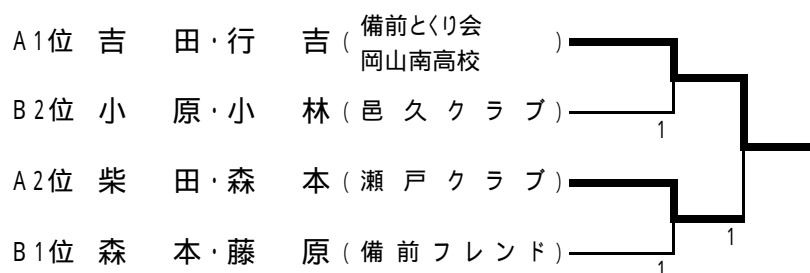 A1位 吉 田・行 吉(備前とくり会 岡山南高校)
B2位 小 原・小 林(邑久クラブ)
1
A2位 柴 田・森 本(瀬戸クラブ)
1
B1位 森 本・藤 原(備前フレンド)
1